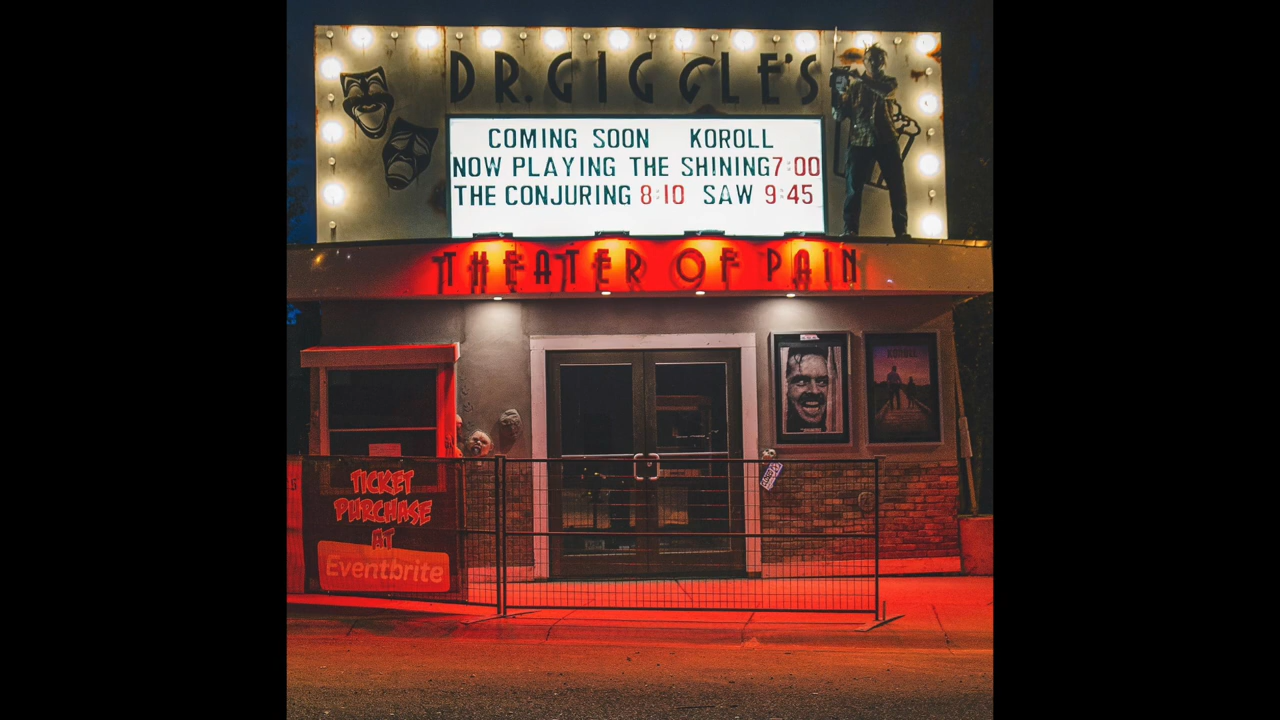 DR. GIGGLE'S
COMING SOON KOROLL
NOW PLAYING THE SHINING 7:00
THE CONJURING 8:10 SAW 9:45
THEATER OF PAIN
KOROLL
TICKET
PURCHASE
AT
Eventbrite